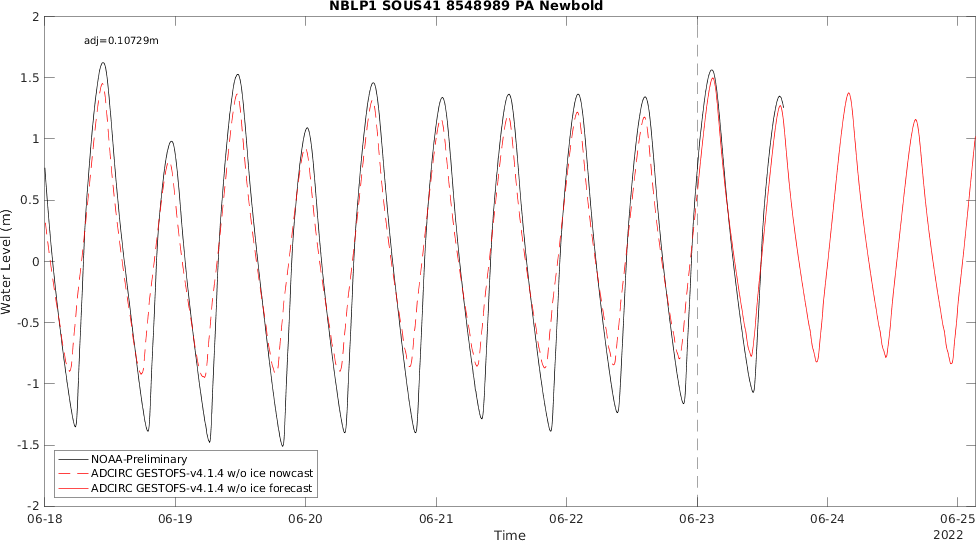 NBLP1 SOUS41 8548989 PA Newbold
adj=0.10729m
2
1.5
1
0.5
0
-0.5
-1
-1.5
-2
Water Level (m)
NOAA-Preliminary
ADCIRC GESTOFS-v4.1.4 w/o ice nowcast
ADCIRC GESTOFS-v4.1.4 w/o ice forecast
06-18 06-19 06-20 06-21 06-22 06-23 06-24 06-25
Time
2022